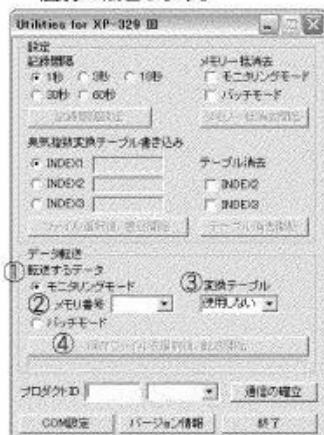 Utilities for XP-329 Ⅲ
設定
記録間隔
メモリー一括消去
1秒 3秒 10秒
モニタリングモード
30秒 60秒
バッチモード
臭気指数変換テーブル書き込み
テーブル消去
INDEX1
INDEX2
INDEX2
INDEX3
INDEX3
データ転送
①転送するデータ
モニタリングモード
③変換テーブル
②メモリ番号
使用しない
バッチモード
④
プロダクトID
通信の確立
COM設定
バージョン情報
終了